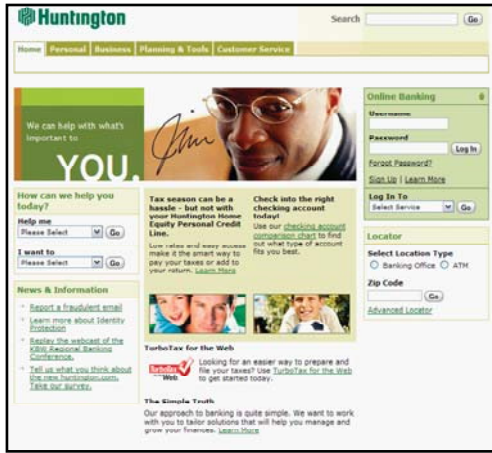 Huntington
Search
Go
Home Personal Business Planning & Tools Customer Service
We can help with what's
important to
YOU.
Jim
Online Banking
Username
Password
Log In
Forgot Password?
Sign Up | Learn More
Log In To
Select Service
Go
How can we help you
today?
Help me
Please Select
Go
I want to
Please Select
Go
Tax season can be a
hassle - but not with
your Huntington Home
Equity Personal Credit
Line.
Low rates and easy access
make it the smart way to
pay your taxes or add to
your return. Learn More
Check into the right
checking account
today!
Use our checking account
comparison chart to find
out what type of account
fits you best.
Locator
Select Location Type
Banking Office
ATM
Zip Code
Go
Advanced Locator
News & Information
Report a fraudulent email
Learn more about Identity
Protection
Replay the webcast of the
KBW Regional Banking
Conference.
Tell us what you think about
the new huntington.com.
Take our survey.
TurboTax for the Web
TurboTax
Web
Looking for an easier way to prepare and
file your taxes? Use TurboTax for the Web
to get started today.
The Simple Truth
Our approach to banking is quite simple. We want to work
with you to tailor solutions that will help you manage and
grow your finances. Learn More